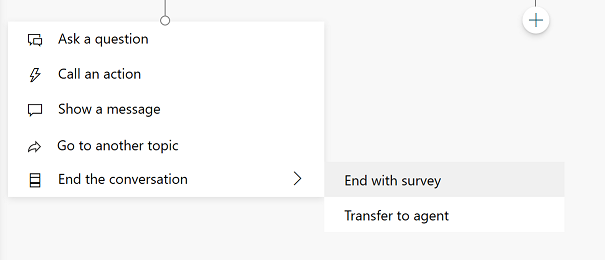 Ask a question
Call an action
Show a message
Go to another topic
End the conversation
End with survey
Transfer to agent